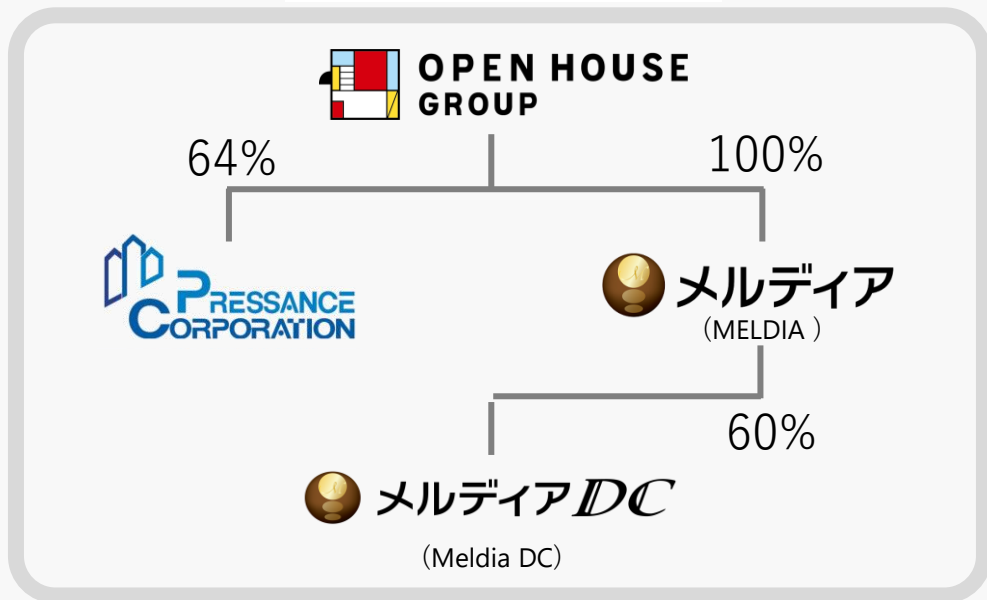 OPEN HOUSE
GROUP
64%
100%
PRESSANCE
CORPORATION
メルディア
(MELDIA )
60%
メルディアDC
(Meldia DC)